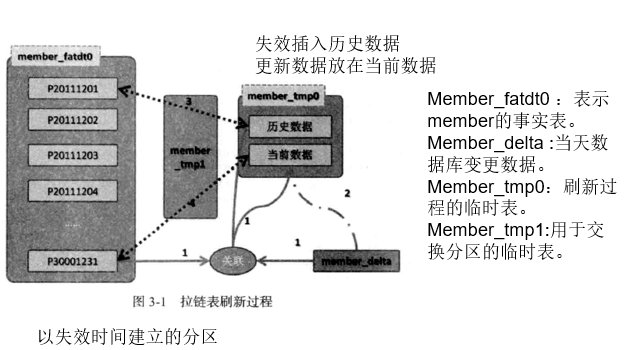 失效插入历史数据
更新数据放在当前数据
member_fatdt0
P20111201
P20111202
P20111203
P20111204
......
P30001231
member
_tmp1
member_tmp0
历史数据
当前数据
3
4
1
1
1
2
关联
member_delta
Member_fatdt0 ：表示
member的事实表。
Member_delta :当天数
据库变更数据。
Member_tmp0：刷新过
程的临时表。
Member_tmp1:用于交
换分区的临时表。
图 3-1 拉链表刷新过程
以失效时间建立的分区